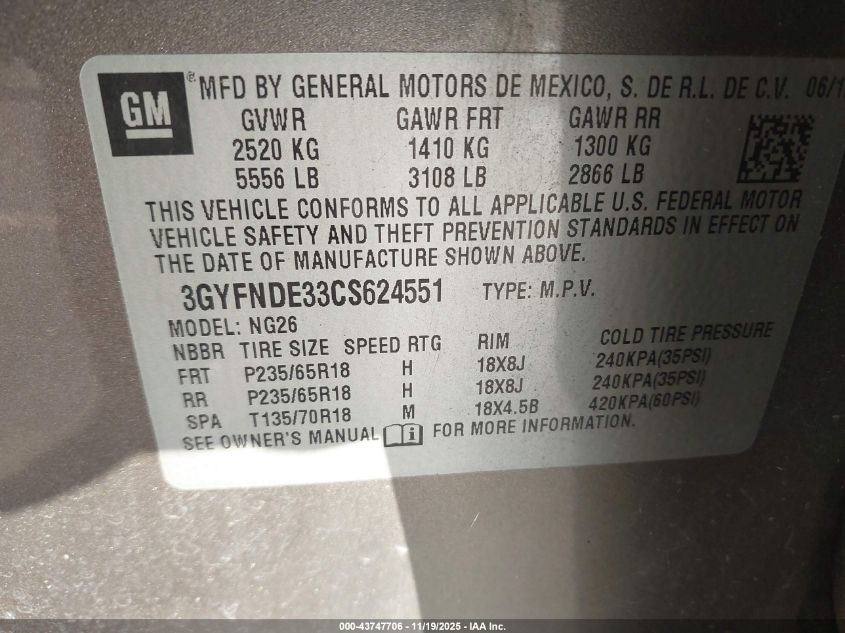 GM
® MFD BY GENERAL MOTORS DE MEXICO, S. DE R.L. DE C.V. 06/1
GVWR GAWR FRT GAWR RR
2520 KG 1410 KG 1300 KG
5556 LB 3108 LB 2866 LB
THIS VEHICLE CONFORMS TO ALL APPLICABLE U.S. FEDERAL MOTOR
VEHICLE SAFETY AND THEFT PREVENTION STANDARDS IN EFFECT ON
THE DATE OF MANUFACTURE SHOWN ABOVE.
3GYFNDE33CS624551 TYPE: M.P.V.
MODEL: NG26
NBBR TIRE SIZE SPEED RTG RIM COLD TIRE PRESSURE
FRT P235/65R18 H 18X8J 240KPA(35PSI)
RR P235/65R18 H 18X8J 240KPA(35PSI)
SPA T135/70R18 M 18X4.5B 420KPA(60PSI)
SEE OWNER'S MANUAL FOR MORE INFORMATION.
000-43747706 - 11/19/2025 - IAA Inc.